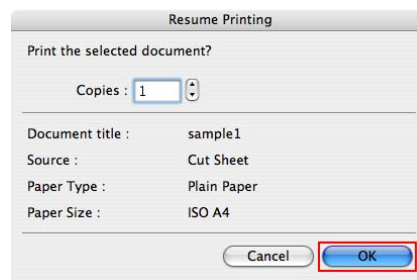 Resume Printing
Print the selected document?
Copies : 1
Document title : sample1
Source : Cut Sheet
Paper Type : Plain Paper
Paper Size : ISO A4
Cancel OK